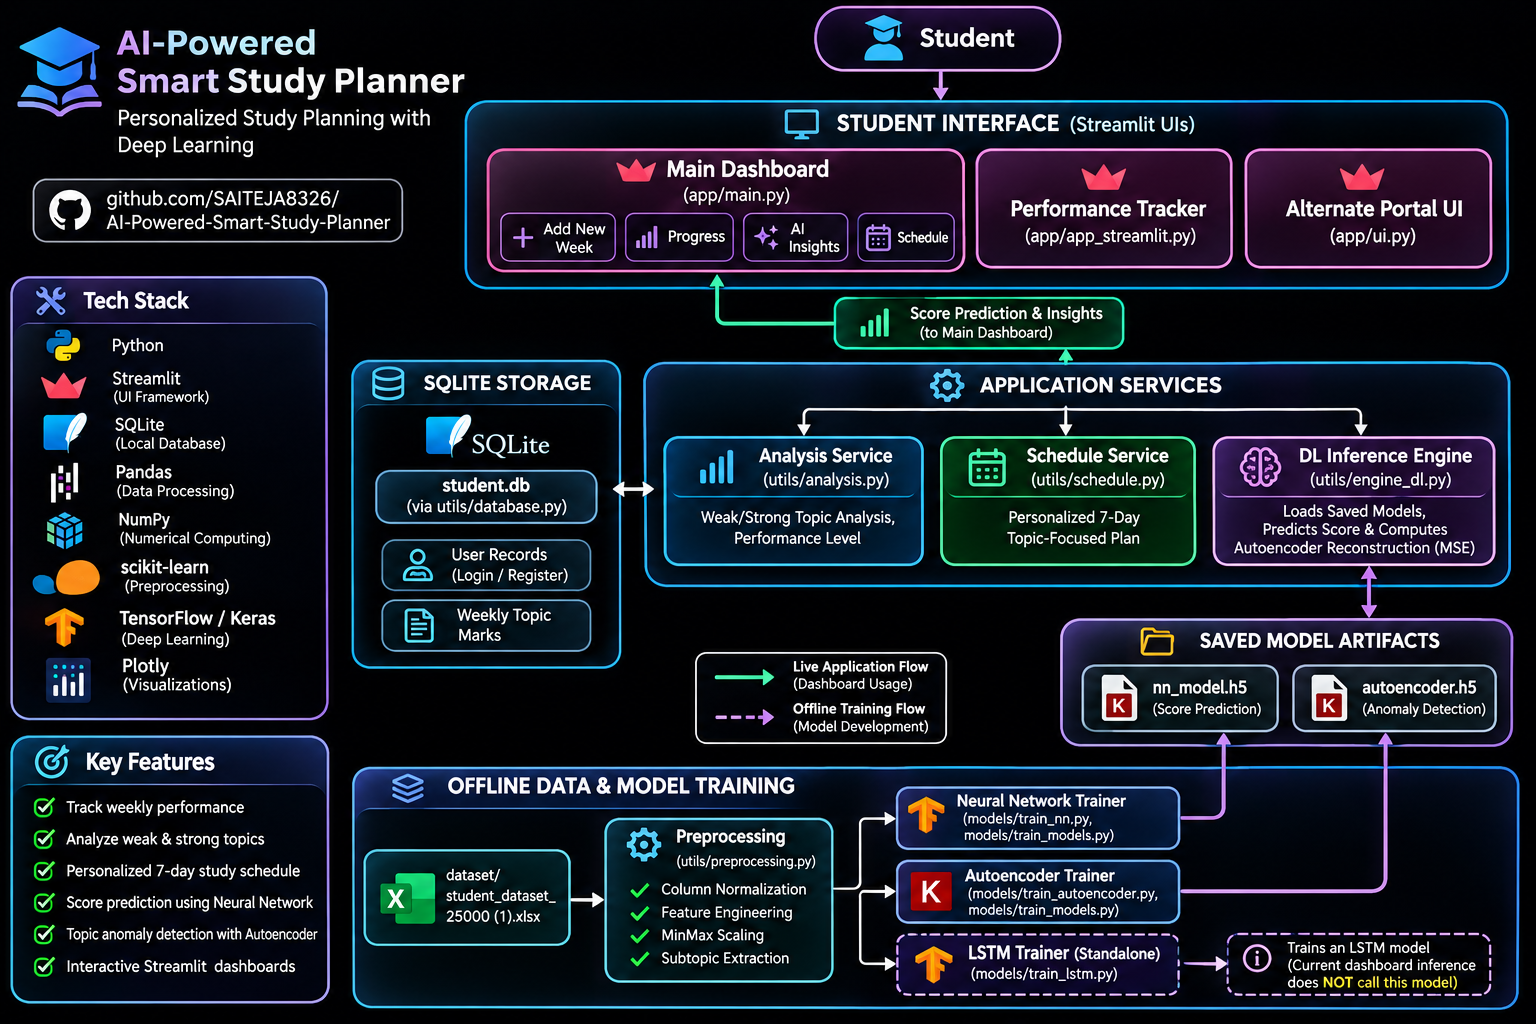 AI-Powered
Smart Study Planner
Personalized Study Planning with
Deep Learning
github.com/SAITEJA8326/
AI-Powered-Smart-Study-Planner
Student
STUDENT INTERFACE (Streamlit UIs)
Main Dashboard
(app/main.py)
Add New
Week
Progress
AI
Insights
Schedule
Performance Tracker
(app/app_streamlit.py)
Alternate Portal UI
(app/ui.py)
Score Prediction & Insights
(to Main Dashboard)
Tech Stack
Python
Streamlit
(UI Framework)
SQLite
(Local Database)
Pandas
(Data Processing)
NumPy
(Numerical Computing)
scikit-learn
(Preprocessing)
TensorFlow / Keras
(Deep Learning)
Plotly
(Visualizations)
SQLITE STORAGE
SQLite
student.db
(via utils/database.py)
User Records
(Login / Register)
Weekly Topic
Marks
APPLICATION SERVICES
Analysis Service
(utils/analysis.py)
Weak/Strong Topic Analysis,
Performance Level
Schedule Service
(utils/schedule.py)
Personalized 7-Day
Topic-Focused Plan
DL Inference Engine
(utils/engine_dl.py)
Loads Saved Models,
Predicts Score & Computes
Autoencoder Reconstruction (MSE)
Live Application Flow
(Dashboard Usage)
Offline Training Flow
(Model Development)
SAVED MODEL ARTIFACTS
K
nn_model.h5
(Score Prediction)
K
autoencoder.h5
(Anomaly Detection)
Key Features
Track weekly performance
Analyze weak & strong topics
Personalized 7-day study schedule
Score prediction using Neural Network
Topic anomaly detection with Autoencoder
Interactive Streamlit dashboards
OFFLINE DATA & MODEL TRAINING
X
dataset/
student_dataset_
25000 (1).xlsx
Preprocessing
(utils/preprocessing.py)
Column Normalization
Feature Engineering
MinMax Scaling
Subtopic Extraction
Neural Network Trainer
(models/train_nn.py,
models/train_models.py)
K
Autoencoder Trainer
(models/train_autoencoder.py,
models/train_models.py)
LSTM Trainer (Standalone)
(models/train_lstm.py)
Trains an LSTM model
(Current dashboard inference
does NOT call this model)